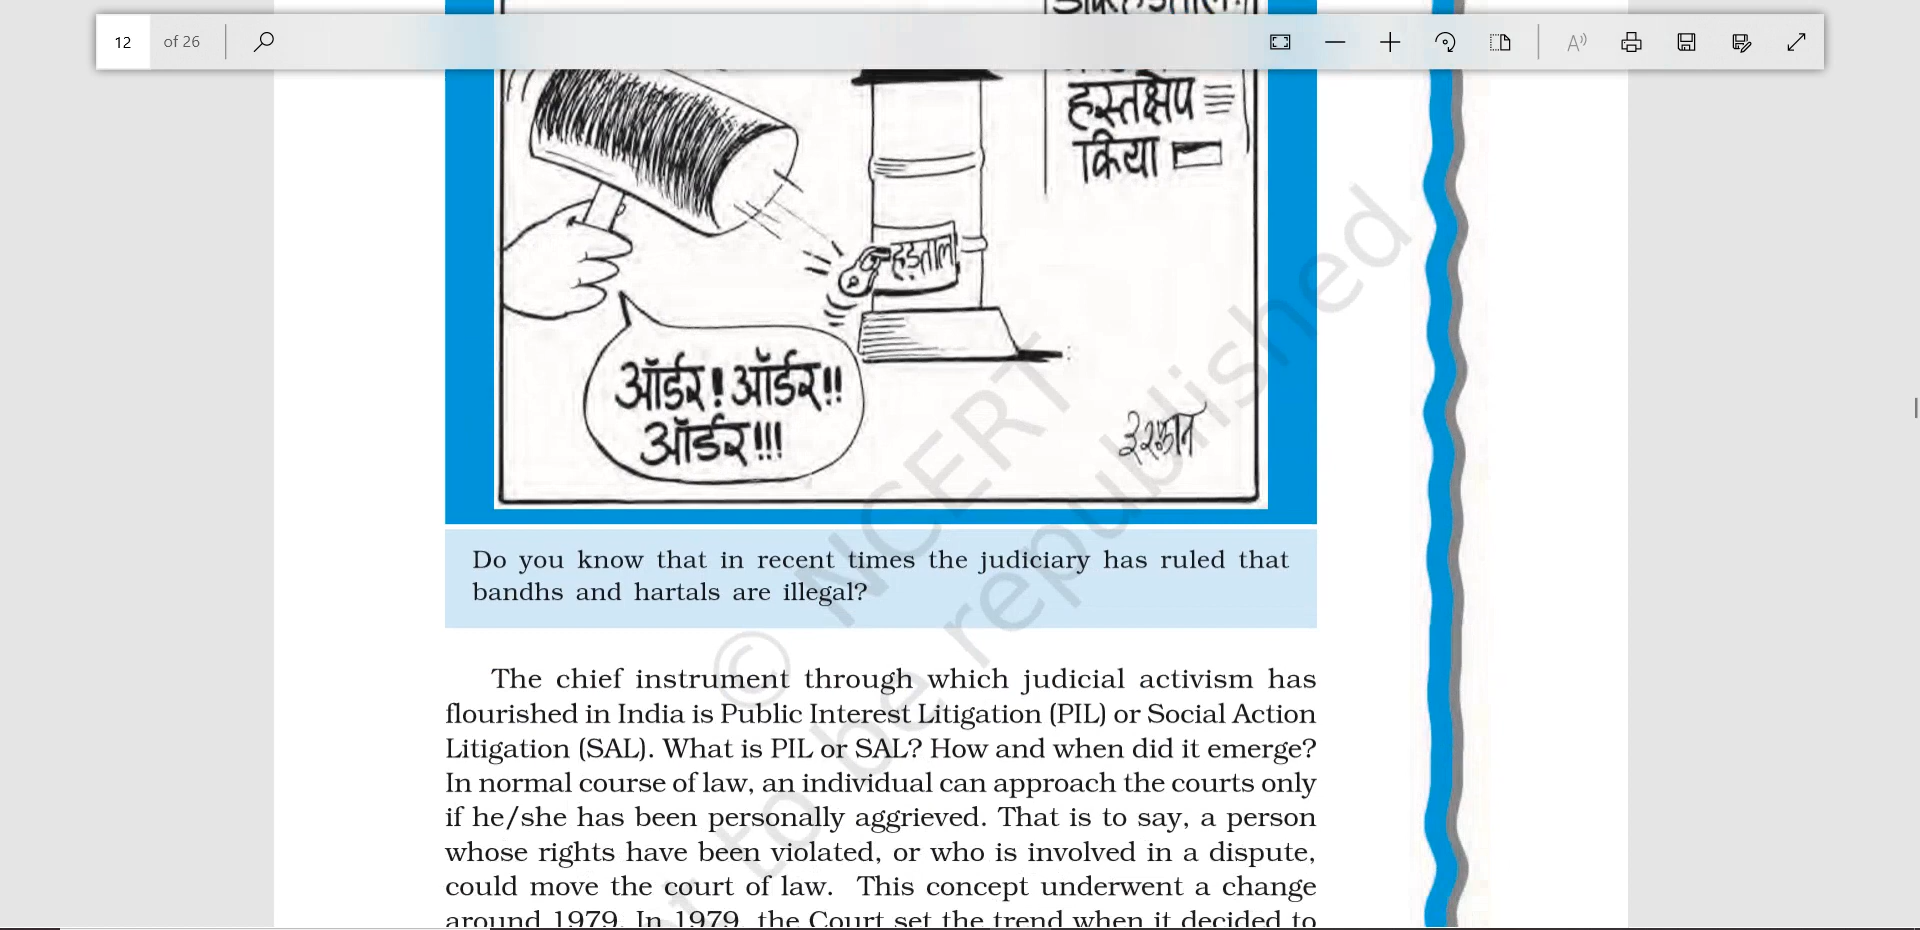 12 of 26
हस्तक्षेप
किया
हड़ताल
ऑर्डर! ऑर्डर!!
ऑर्डर!!!
इरफ़ान
Do you know that in recent times the judiciary has ruled that
bandhs and hartals are illegal?
The chief instrument through which judicial activism has
flourished in India is Public Interest Litigation (PIL) or Social Action
Litigation (SAL). What is PIL or SAL? How and when did it emerge?
In normal course of law, an individual can approach the courts only
if he/she has been personally aggrieved. That is to say, a person
whose rights have been violated, or who is involved in a dispute,
could move the court of law. This concept underwent a change
around 1979. In 1979, the Court set the trend when it decided to
© NCERT
to be republished